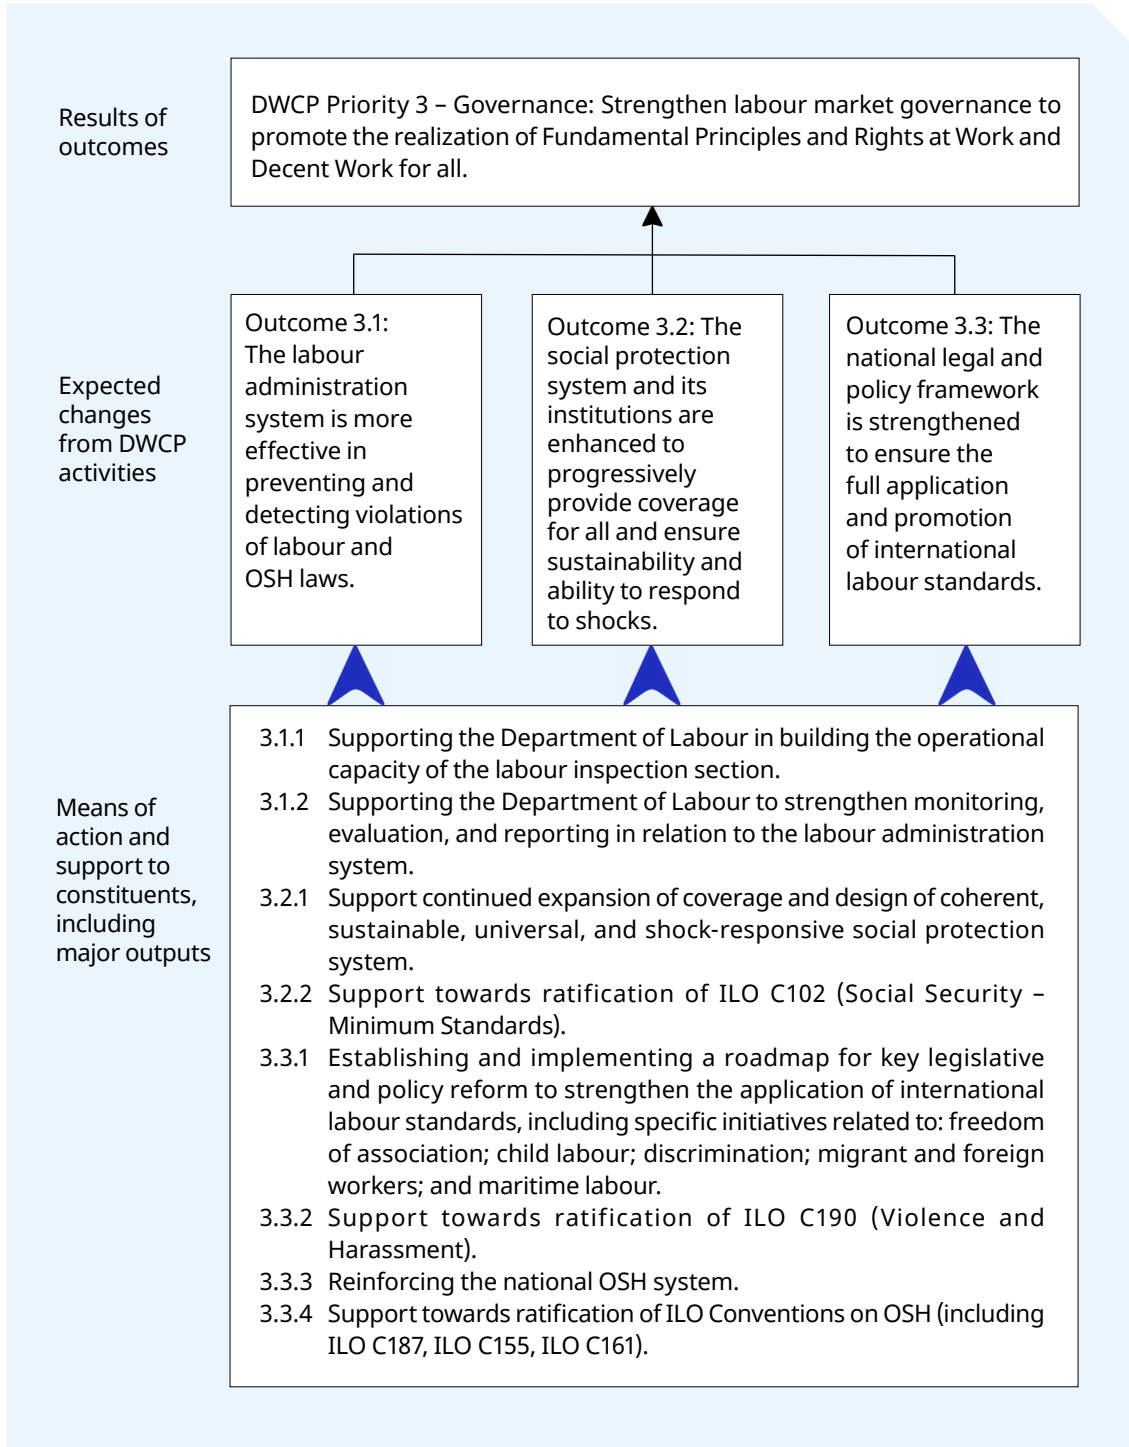 Results of
outcomes
DWCP Priority 3 – Governance: Strengthen labour market governance to
promote the realization of Fundamental Principles and Rights at Work and
Decent Work for all.
Expected
changes
from DWCP
activities
Outcome 3.1:
The labour
administration
system is more
effective in
preventing and
detecting violations
of labour and
OSH laws.
Outcome 3.2: The
social protection
system and its
institutions are
enhanced to
progressively
provide coverage
for all and ensure
sustainability and
ability to respond
to shocks.
Outcome 3.3: The
national legal and
policy framework
is strengthened
to ensure the
full application
and promotion
of international
labour standards.
Means of
action and
support to
constituents,
including
major outputs
3.1.1 Supporting the Department of Labour in building the operational
capacity of the labour inspection section.
3.1.2 Supporting the Department of Labour to strengthen monitoring,
evaluation, and reporting in relation to the labour administration
system.
3.2.1 Support continued expansion of coverage and design of coherent,
sustainable, universal, and shock-responsive social protection
system.
3.2.2 Support towards ratification of ILO C102 (Social Security –
Minimum Standards).
3.3.1 Establishing and implementing a roadmap for key legislative
and policy reform to strengthen the application of international
labour standards, including specific initiatives related to: freedom
of association; child labour; discrimination; migrant and foreign
workers; and maritime labour.
3.3.2 Support towards ratification of ILO C190 (Violence and
Harassment).
3.3.3 Reinforcing the national OSH system.
3.3.4 Support towards ratification of ILO Conventions on OSH (including
ILO C187, ILO C155, ILO C161).